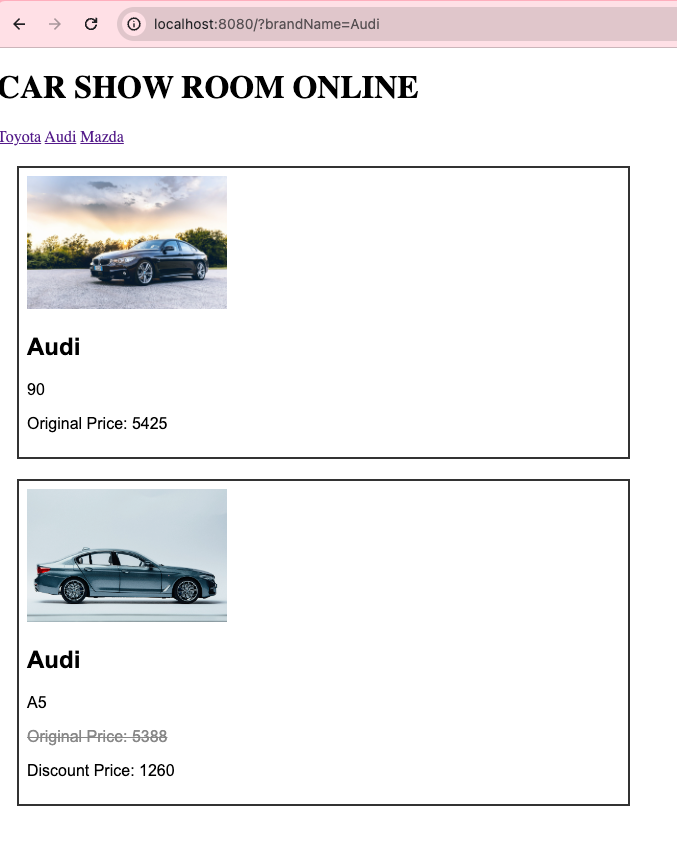 localhost:8080/?brandName=Audi
CAR SHOW ROOM ONLINE
Toyota Audi Mazda
Audi
90
Original Price: 5425
Audi
A5
Original Price: 5388
Discount Price: 1260